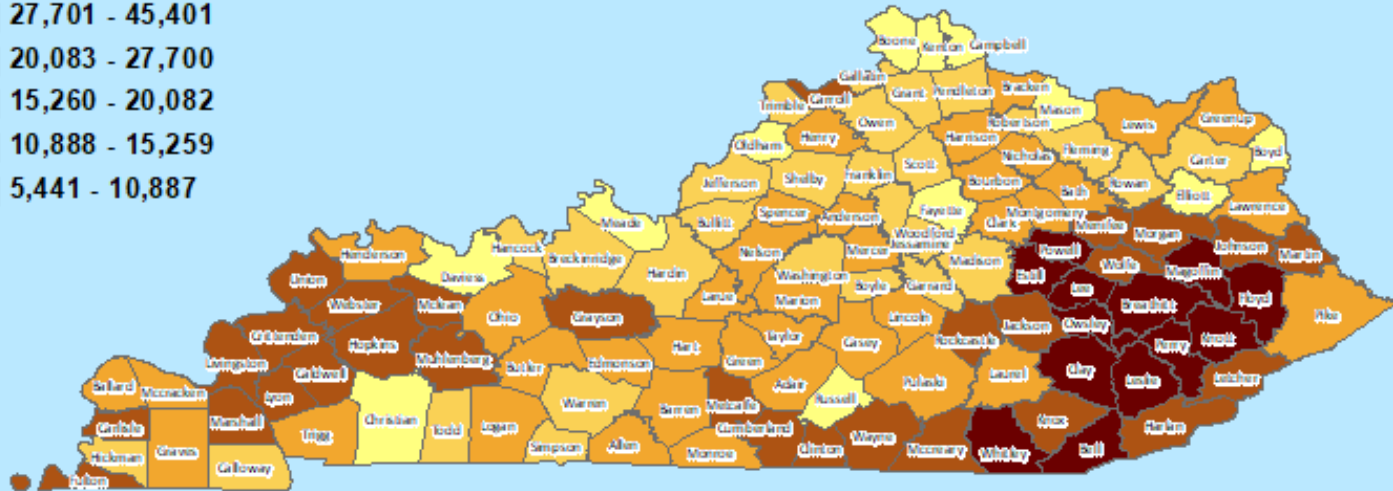 27,701 - 45,401
20,083 - 27,700
15,260 - 20,082
10,888 - 15,259
5,441 - 10,887
Boone Kenton Campbell
Gallatin Grant Pendleton Bracken Mason
Trimble Carroll Owen Robertson Lewis Greenup
Oldham Henry Harrison Fleming Carter Boyd
Jefferson Shelby Franklin Scott Nicholas Rowan Elliott
Bullitt Spencer Anderson Fayette Bourbon Bath Lawrence
Meade Woodford Clark Montgomery Menifee Morgan
Henderson Hancock Breckinridge Nelson Mercer Jessamine Powell Johnson Martin
Union Daviess Hardin Washington Boyle Garrard Madison Estill Wolfe Magoffin
Webster Mclean Larue Marion Lee Breathitt Floyd
Ohio Grayson Lincoln Owsley Pike
Crittenden Hopkins Taylor Casey Rockcastle Jackson Perry Knott
Livingston Muhlenberg Butler Edmonson Hart Green
Caldwell Adair Pulaski Laurel Clay Leslie Letcher
Ballard Mccracken Lyon Warren Barren Metcalfe Russell
Carlisle Marshall Trigg Christian Todd Logan Cumberland Wayne Knox Harlan
Hickman Graves Calloway Simpson Allen Monroe Clinton Mccreary Whitley Bell
Fulton